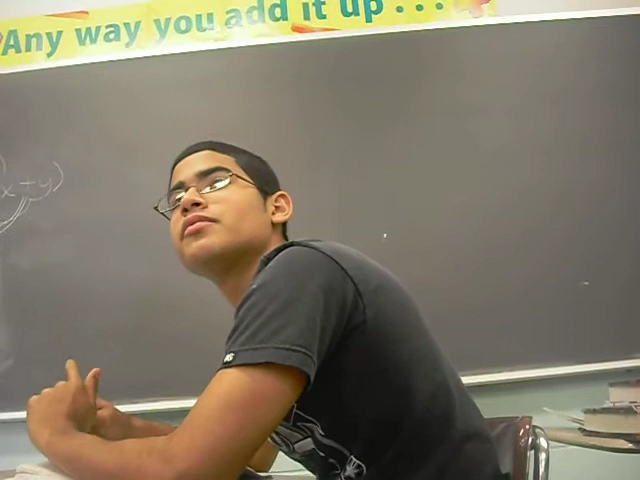 Any way you add it up . . .
x+y)